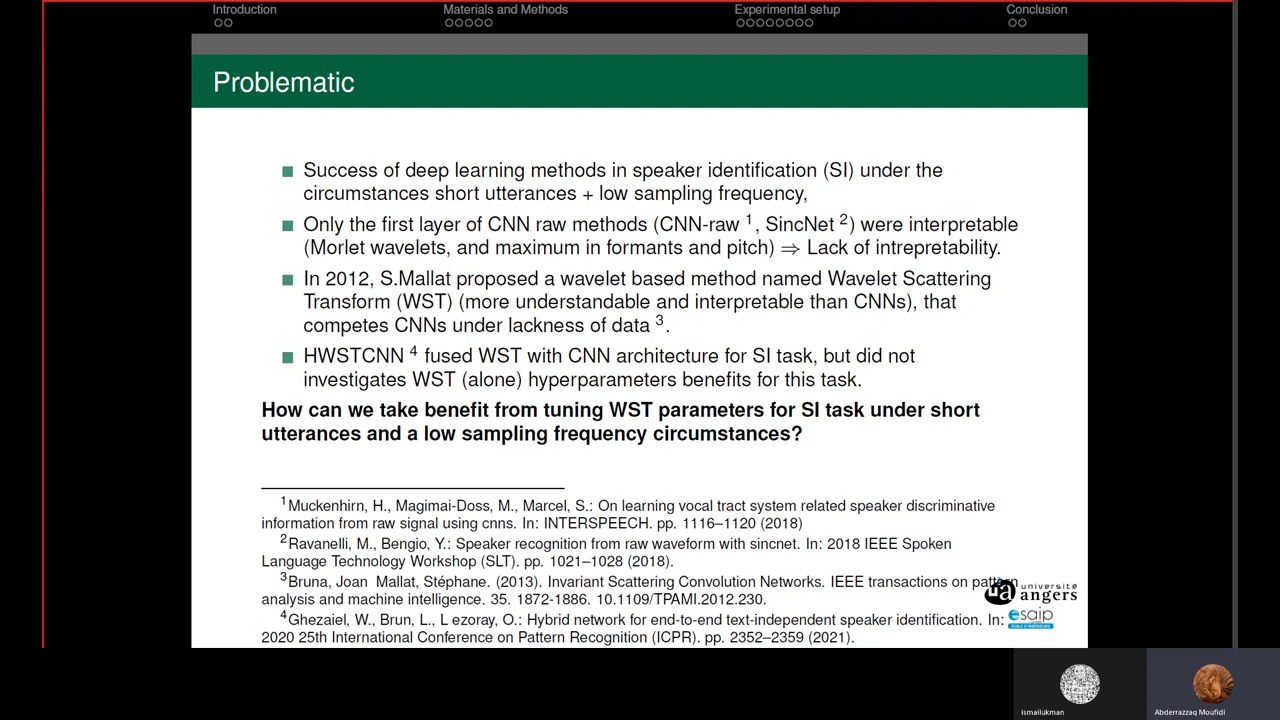 Introduction
Materials and Methods
Experimental setup
Conclusion
Problematic
Success of deep learning methods in speaker identification (SI) under the
circumstances short utterances + low sampling frequency,
Only the first layer of CNN raw methods (CNN-raw 1, SincNet 2) were interpretable
(Morlet wavelets, and maximum in formants and pitch) ⇒ Lack of intrepretability.
In 2012, S.Mallat proposed a wavelet based method named Wavelet Scattering
Transform (WST) (more understandable and interpretable than CNNs), that
competes CNNs under lackness of data 3.
HWSTCNN 4 fused WST with CNN architecture for SI task, but did not
investigates WST (alone) hyperparameters benefits for this task.
How can we take benefit from tuning WST parameters for SI task under short
utterances and a low sampling frequency circumstances?
1Muckenhirn, H., Magimai-Doss, M., Marcel, S.: On learning vocal tract system related speaker discriminative
information from raw signal using cnns. In: INTERSPEECH. pp. 1116–1120 (2018)
2Ravanelli, M., Bengio, Y.: Speaker recognition from raw waveform with sincnet. In: 2018 IEEE Spoken
Language Technology Workshop (SLT). pp. 1021–1028 (2018).
3Bruna, Joan Mallat, Stéphane. (2013). Invariant Scattering Convolution Networks. IEEE transactions on pattern
analysis and machine intelligence. 35. 1872-1886. 10.1109/TPAMI.2012.230.
4Ghezaiel, W., Brun, L., L ezoray, O.: Hybrid network for end-to-end text-independent speaker identification. In:
2020 25th International Conference on Pattern Recognition (ICPR). pp. 2352–2359 (2021).
ua université
angers
esaip
ismailukman
Abderrazzaq Moufidi